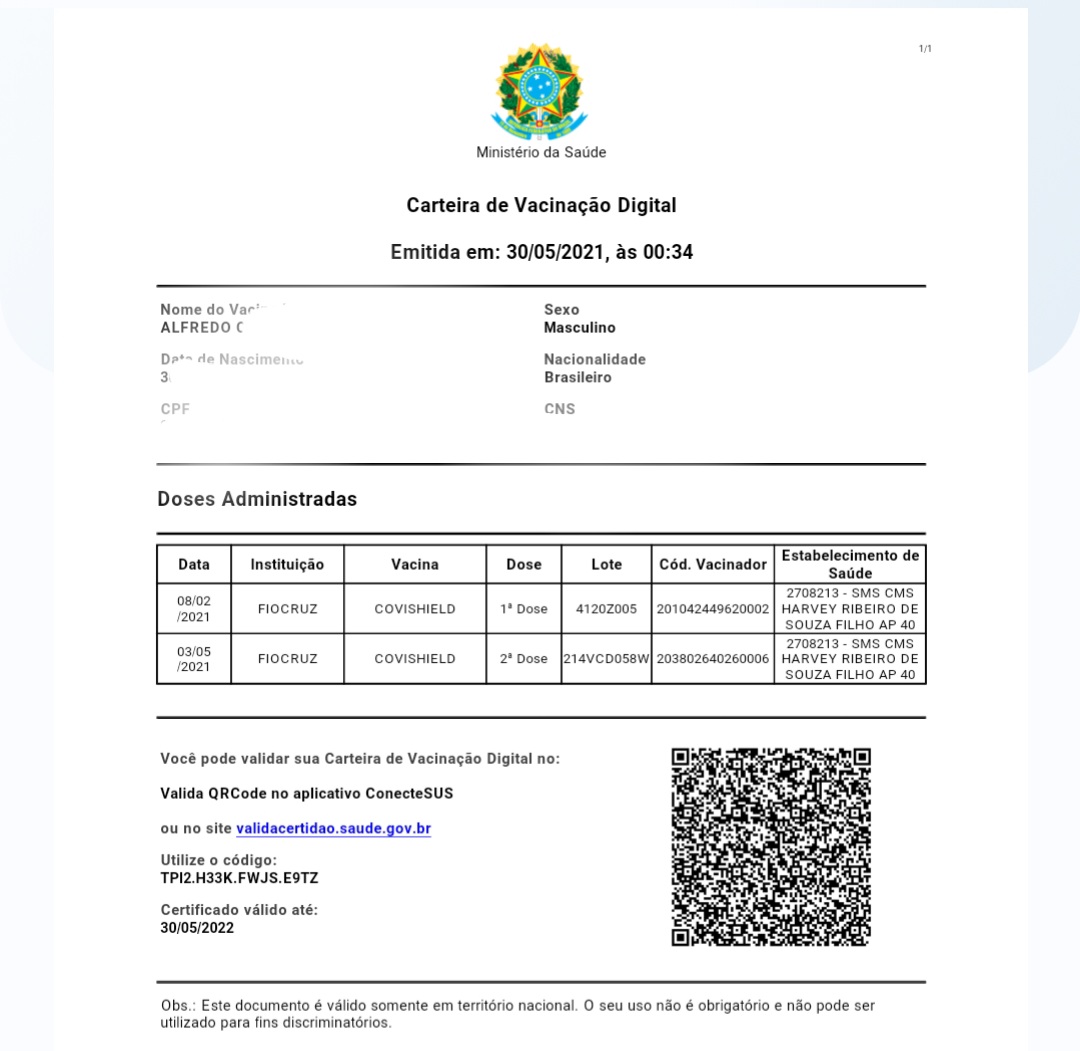 1/1
Ministério da Saúde
Carteira de Vacinação Digital
Emitida em: 30/05/2021, às 00:34
Nome do
ALFREDO
Sexo
Masculino
Data de Nascimento
Nacionalidade
Brasileiro
CPF
CNS
Doses Administradas
Data Instituição Vacina Dose Lote Cód. Vacinador Estabelecimento de Saúde
08/02/2021 FIOCRUZ COVISHIELD 1ª Dose 4120Z005 201042449620002 2708213 - SMS CMS HARVEY RIBEIRO DE SOUZA FILHO AP 40
03/05/2021 FIOCRUZ COVISHIELD 2ª Dose 214VCD058W 203802640260006 2708213 - SMS CMS HARVEY RIBEIRO DE SOUZA FILHO AP 40
Você pode validar sua Carteira de Vacinação Digital no:
Valida QRCode no aplicativo ConecteSUS
ou no site validacertidao.saude.gov.br
Utilize o código:
TPI2.H33K.FWJS.E9TZ
Certificado válido até:
30/05/2022
Obs.: Este documento é válido somente em território nacional. O seu uso não é obrigatório e não pode ser
utilizado para fins discriminatórios.